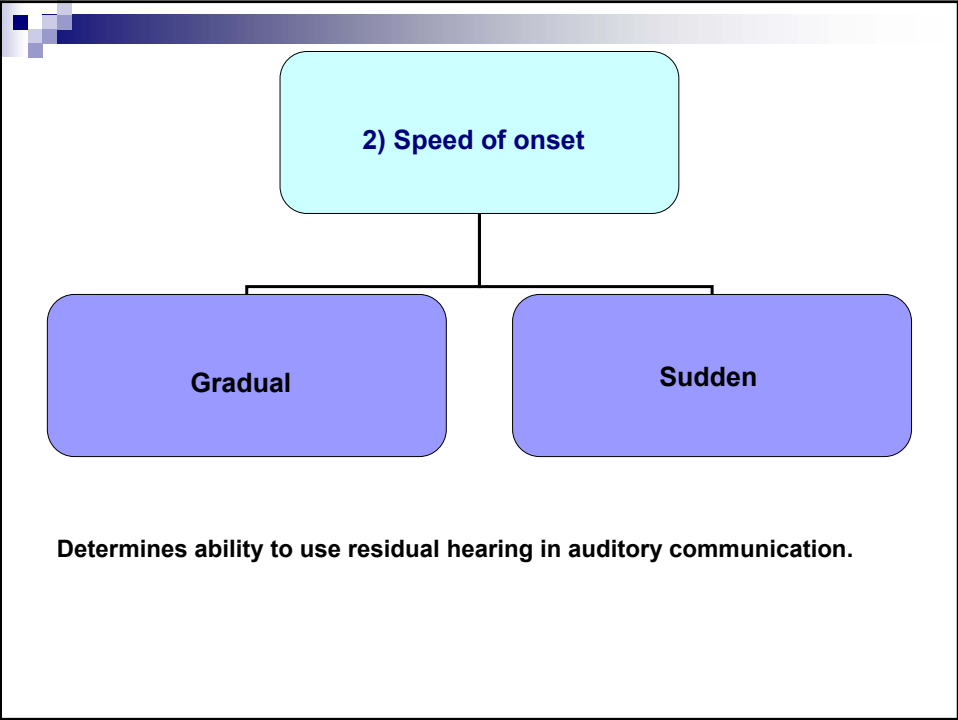 2) Speed of onset
Gradual
Sudden
Determines ability to use residual hearing in auditory communication.